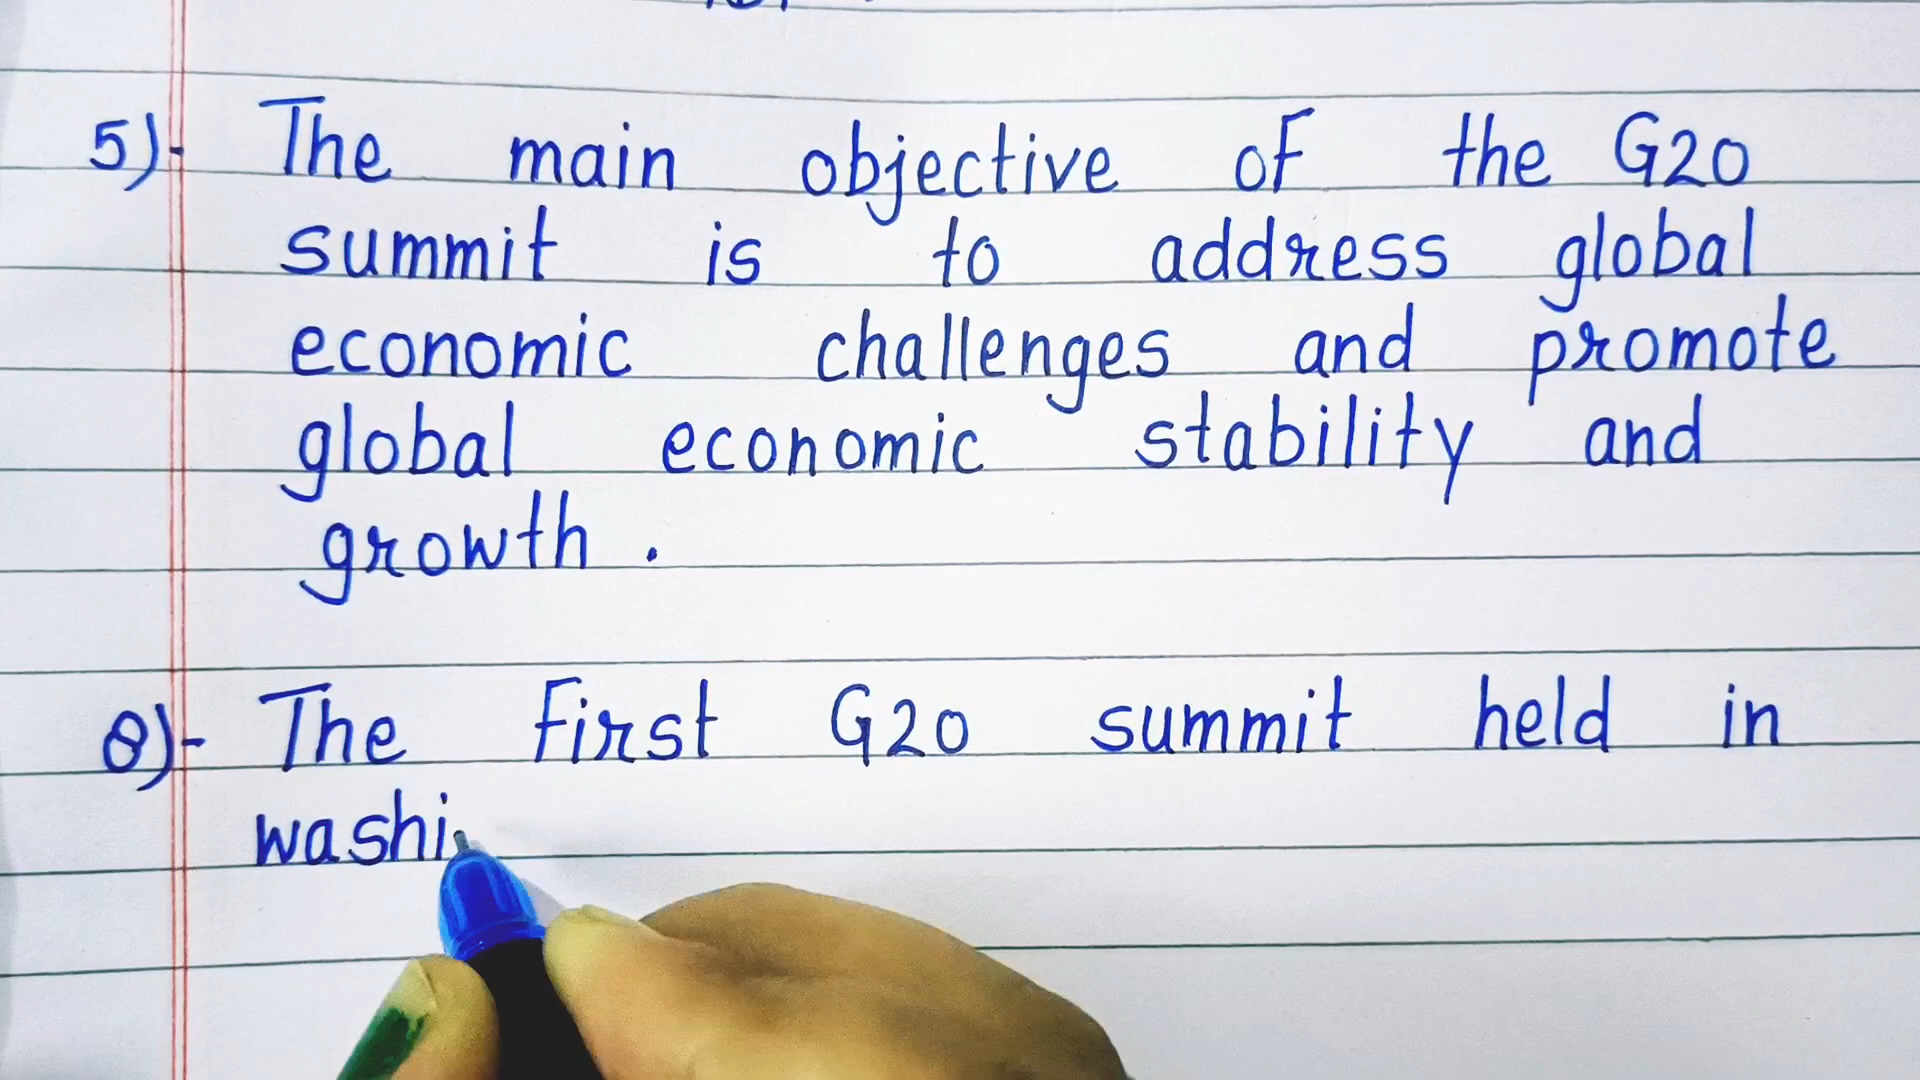 5)- The main objective of the G20
summit is to address global
economic challenges and promote
global economic stability and
growth .
8)- The First G20 summit held in
washi